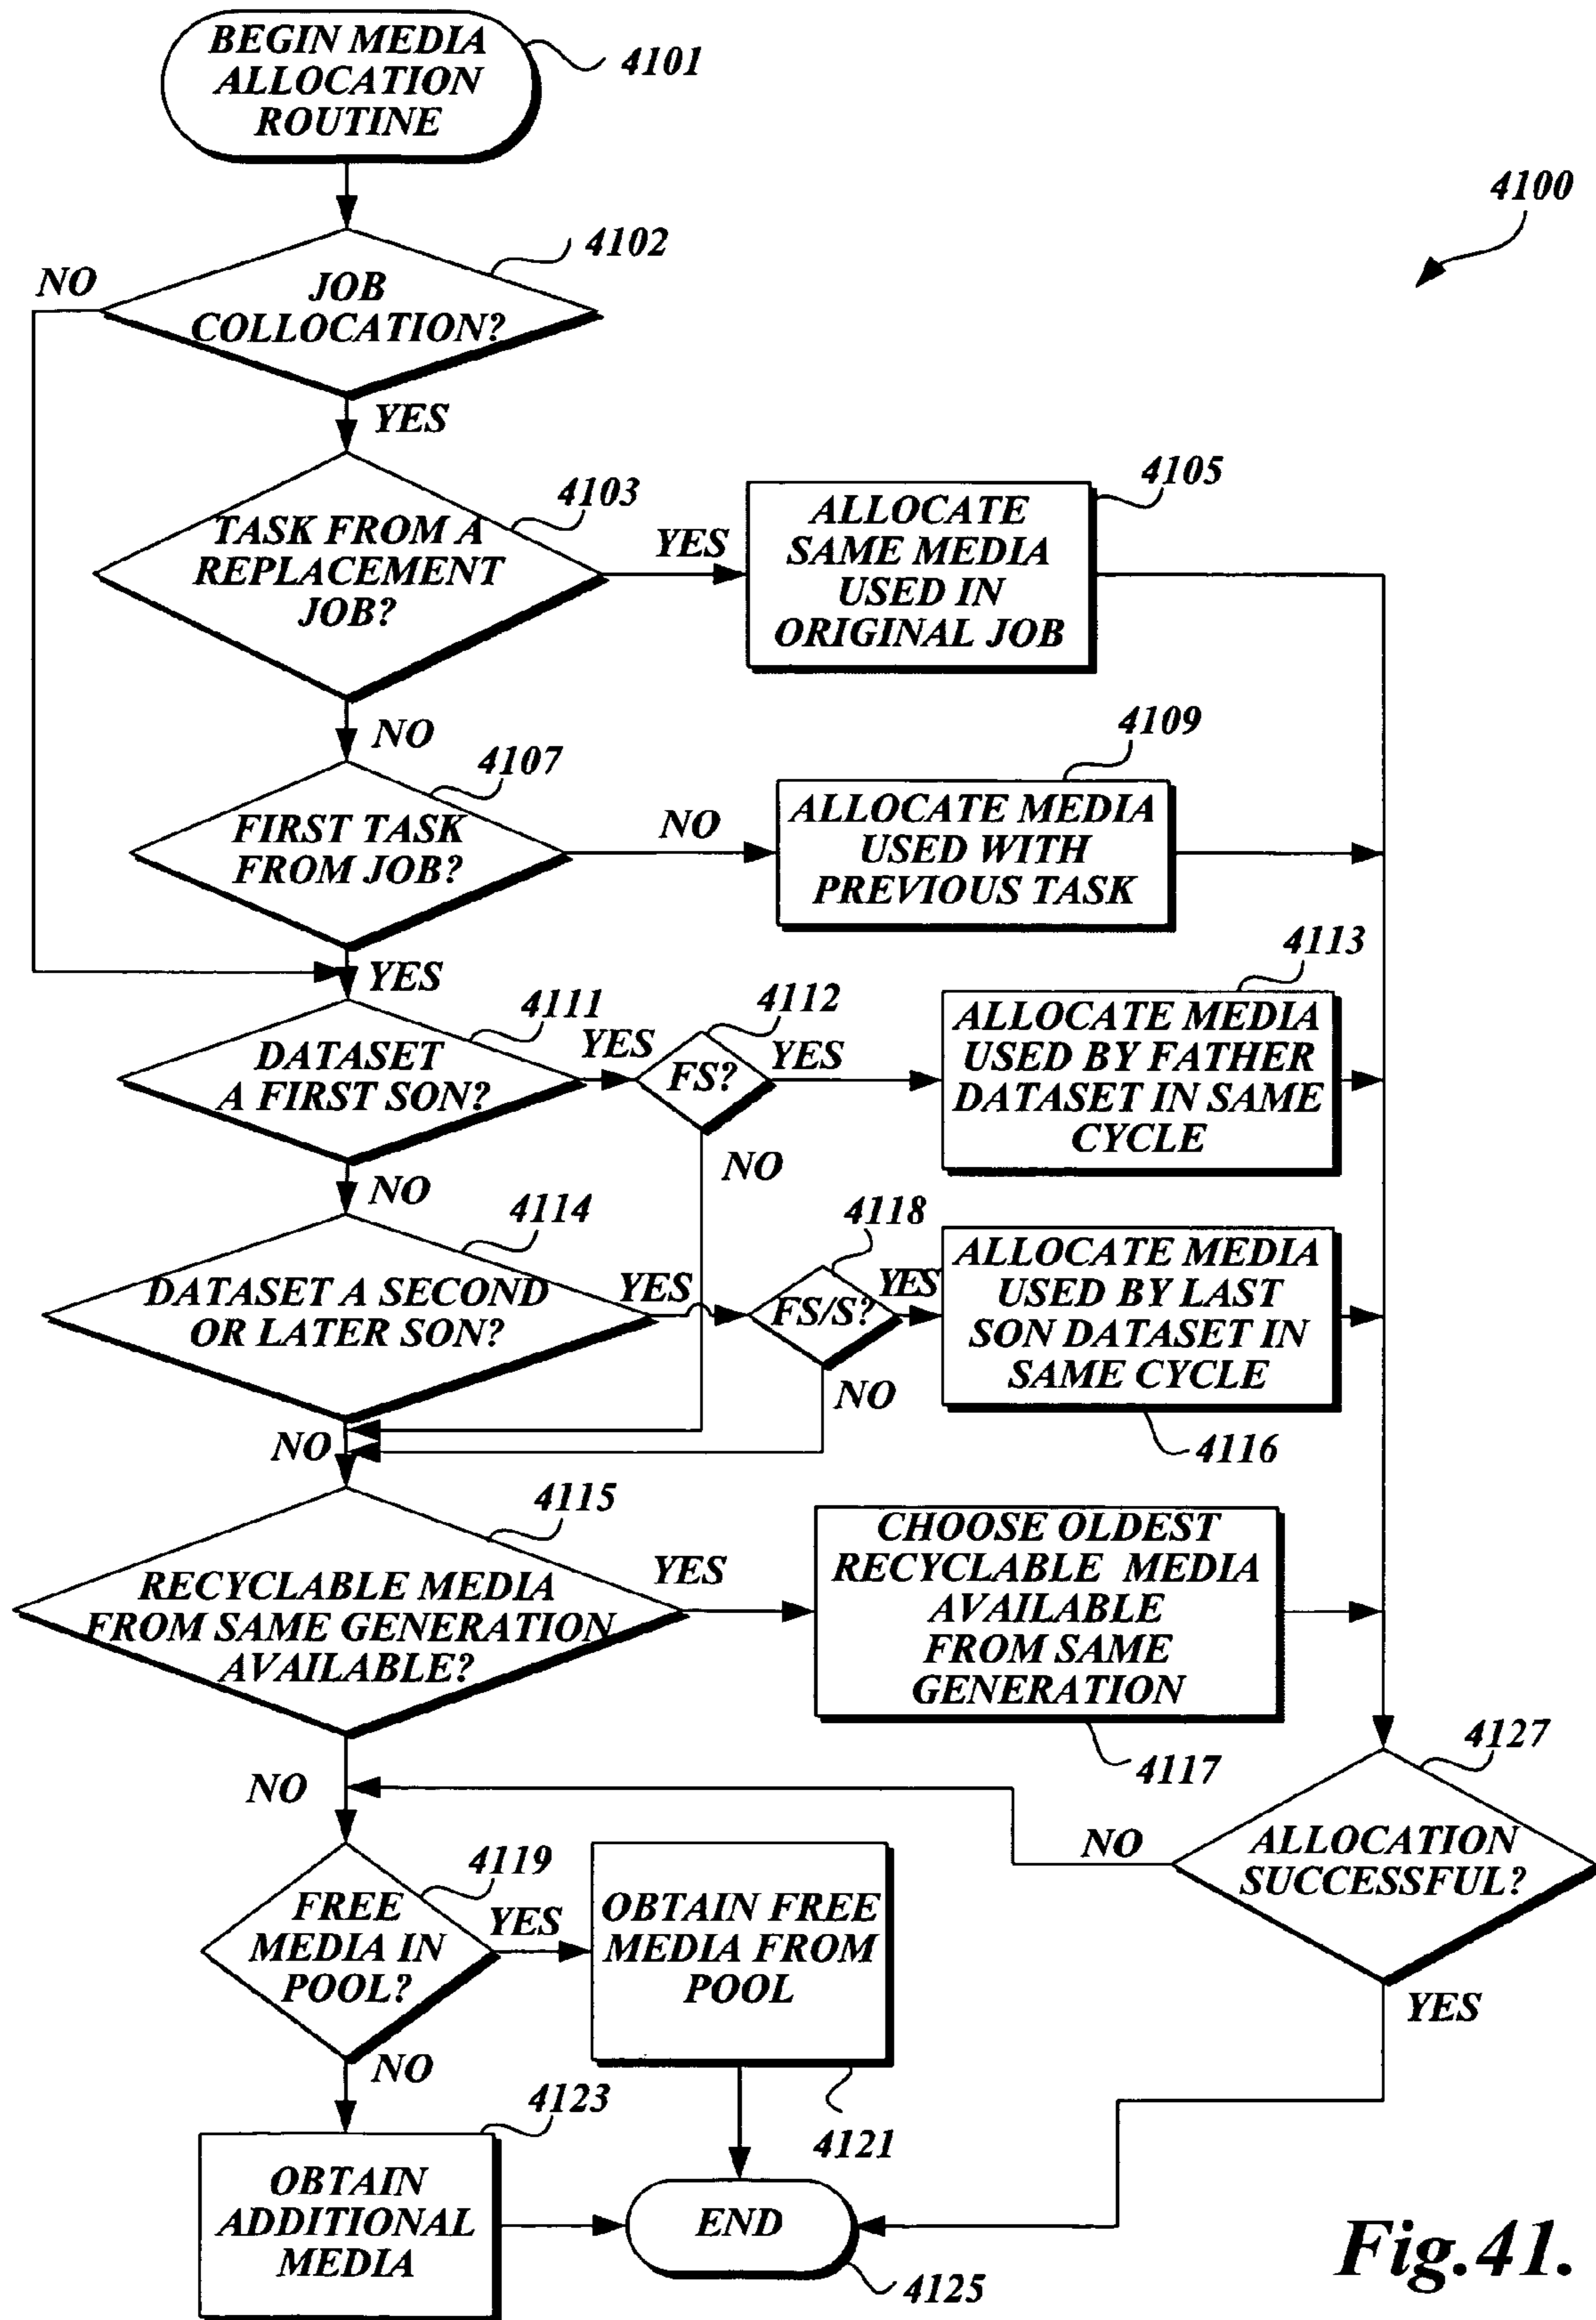 BEGIN MEDIA
ALLOCATION
ROUTINE
4101
4100
4102
NO
JOB
COLLOCATION?
YES
4103
TASK FROM A
REPLACEMENT
JOB?
YES
4105
ALLOCATE
SAME MEDIA
USED IN
ORIGINAL JOB
NO
4107
FIRST TASK
FROM JOB?
NO
4109
ALLOCATE MEDIA
USED WITH
PREVIOUS TASK
YES
4111
DATASET
A FIRST SON?
YES
4112
FS?
YES
4113
ALLOCATE MEDIA
USED BY FATHER
DATASET IN SAME
CYCLE
NO
NO
4114
DATASET A SECOND
OR LATER SON?
YES
4118
FS/S?
YES
ALLOCATE MEDIA
USED BY LAST
SON DATASET IN
SAME CYCLE
4116
NO
NO
4115
RECYCLABLE MEDIA
FROM SAME GENERATION
AVAILABLE?
YES
CHOOSE OLDEST
RECYCLABLE MEDIA
AVAILABLE
FROM SAME
GENERATION
4117
NO
4127
ALLOCATION
SUCCESSFUL?
NO
YES
4119
FREE
MEDIA IN
POOL?
YES
OBTAIN FREE
MEDIA FROM
POOL
4121
NO
4123
OBTAIN
ADDITIONAL
MEDIA
END
4125
Fig.41.